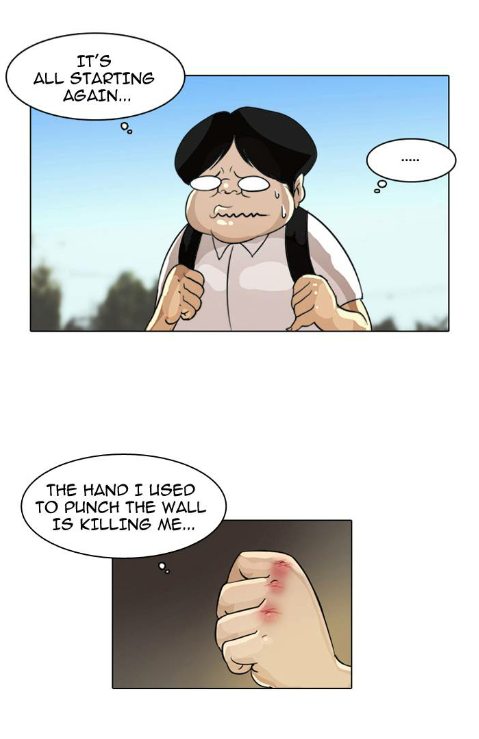 IT'S
ALL STARTING
AGAIN...
.....
THE HAND I USED
TO PUNCH THE WALL
IS KILLING ME...